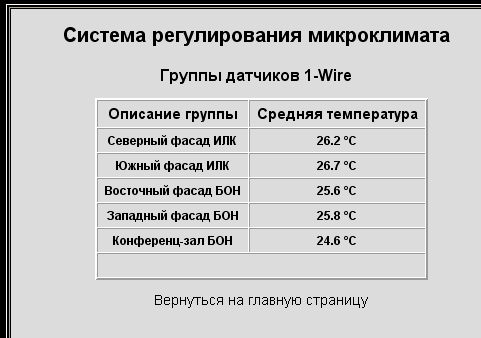 Система регулирования микроклимата
Группы датчиков 1-Wire
Описание группы Средняя температура
Северный фасад ИЛК 26.2 °C
Южный фасад ИЛК 26.7 °C
Восточный фасад БОН 25.6 °C
Западный фасад БОН 25.8 °C
Конференц-зал БОН 24.6 °C
Вернуться на главную страницу